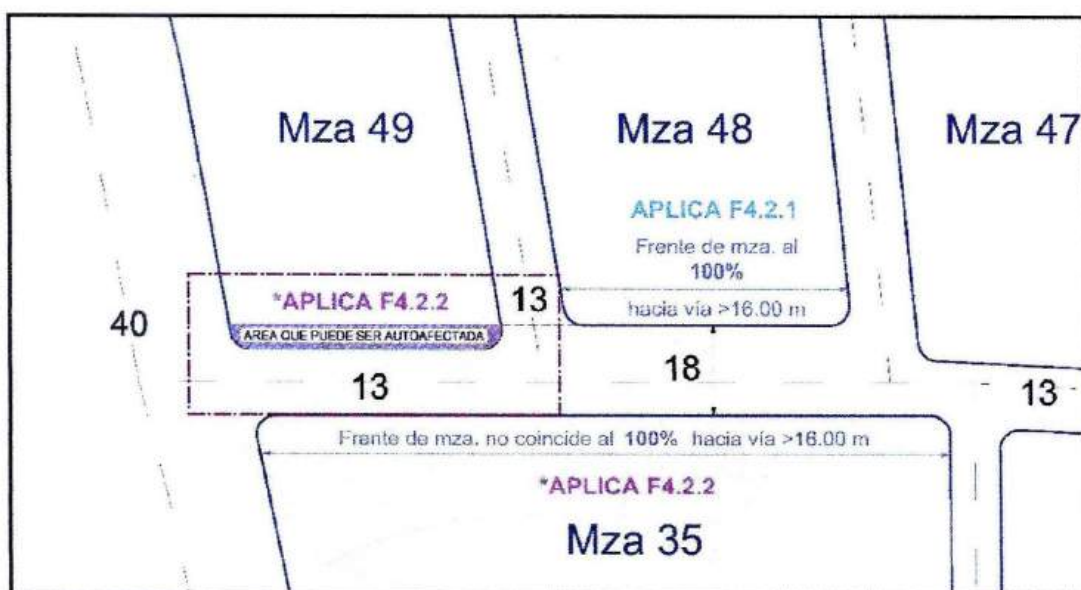 Mza 49
Mza 48
Mza 47
APLICA F4.2.1
Frente de mza. al
100%
hacia vía >16.00 m
*APLICA F4.2.2
13
AREA QUE PUEDE SER AUTOAFECTADA
40
13
18
13
Frente de mza. no coincide al 100% hacia vía >16.00 m
*APLICA F4.2.2
Mza 35